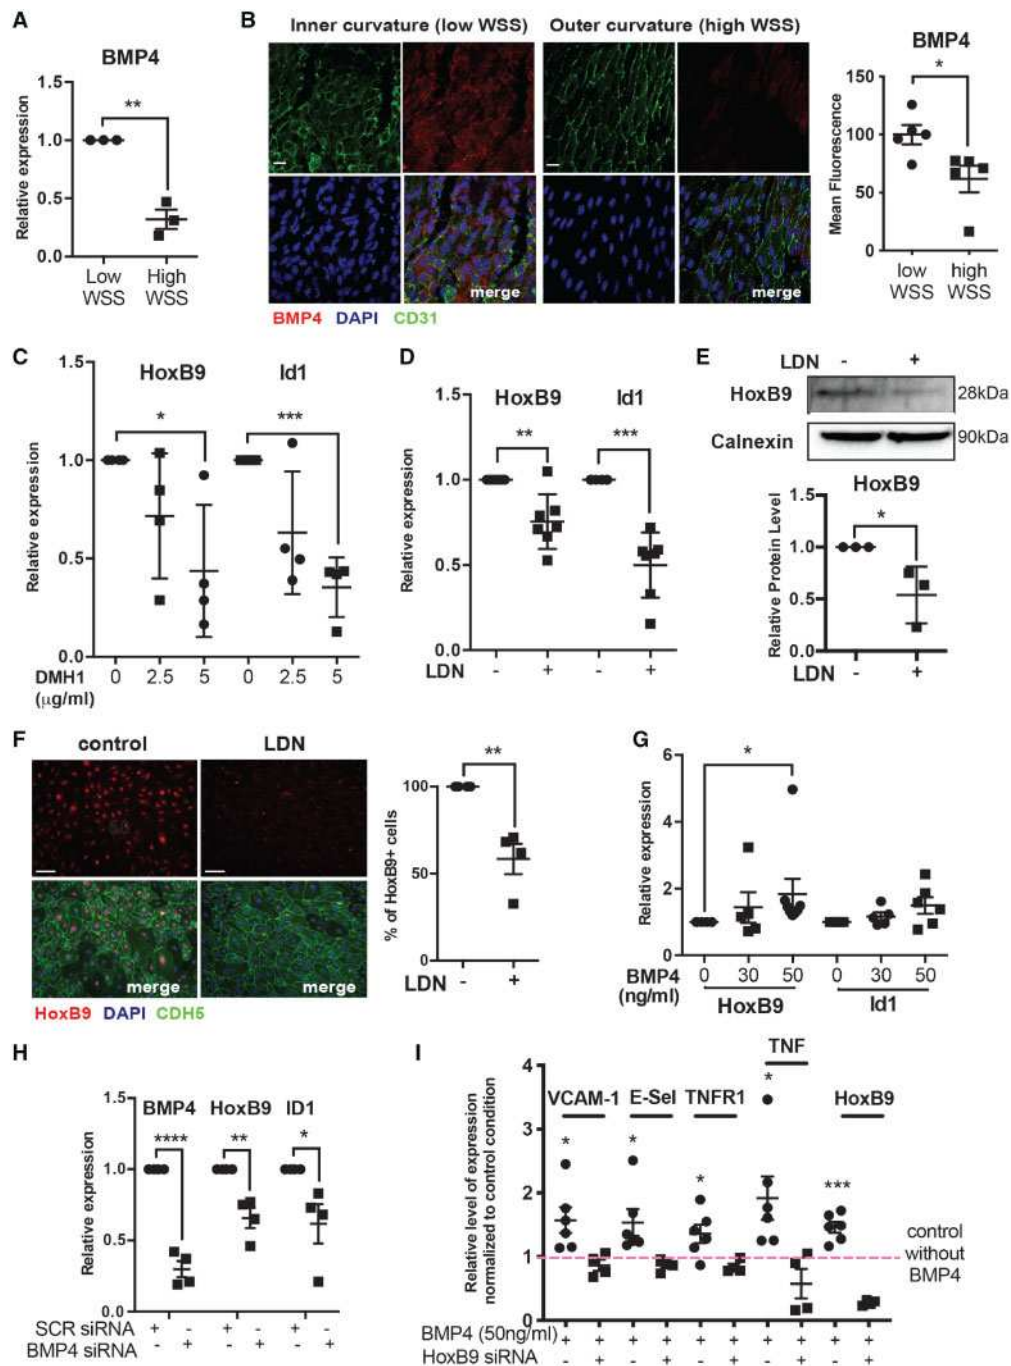 A
BMP4
**
Relative expression
1.5
1.0
0.5
0.0
Low WSS
High WSS
B
Inner curvature (low WSS)
Outer curvature (high WSS)
merge
merge
BMP4 DAPI CD31
BMP4
*
Mean Fluorescence
150
100
50
0
low WSS
high WSS
C
HoxB9
Id1
*
***
Relative expression
1.5
1.0
0.5
0.0
DMH1 (µg/ml)
0 2.5 5 0 2.5 5
D
HoxB9
Id1
**
***
Relative expression
1.5
1.0
0.5
0.0
LDN
- + - +
E
LDN - +
HoxB9 28kDa
Calnexin 90kDa
HoxB9
*
Relative Protein Level
1.5
1.0
0.5
0.0
LDN - +
F
control
LDN
merge
merge
HoxB9 DAPI CDH5
**
% of HoxB9+ cells
100
50
0
LDN - +
G
*
Relative expression
6
4
2
0
BMP4 (ng/ml)
0 30 50 0 30 50
HoxB9
Id1
H
BMP4
HoxB9
ID1
****
**
*
Relative expression
1.5
1.0
0.5
0.0
SCR siRNA + - + - + -
BMP4 siRNA - + - + - +
I
VCAM-1
E-Sel
TNFR1
TNF
HoxB9
*
*
*
*
***
Relative level of expression
normalized to control condition
4
3
2
1
0
control
without
BMP4
BMP4 (50ng/ml) + + + + + + + + + +
HoxB9 siRNA - + - + - + - + - +